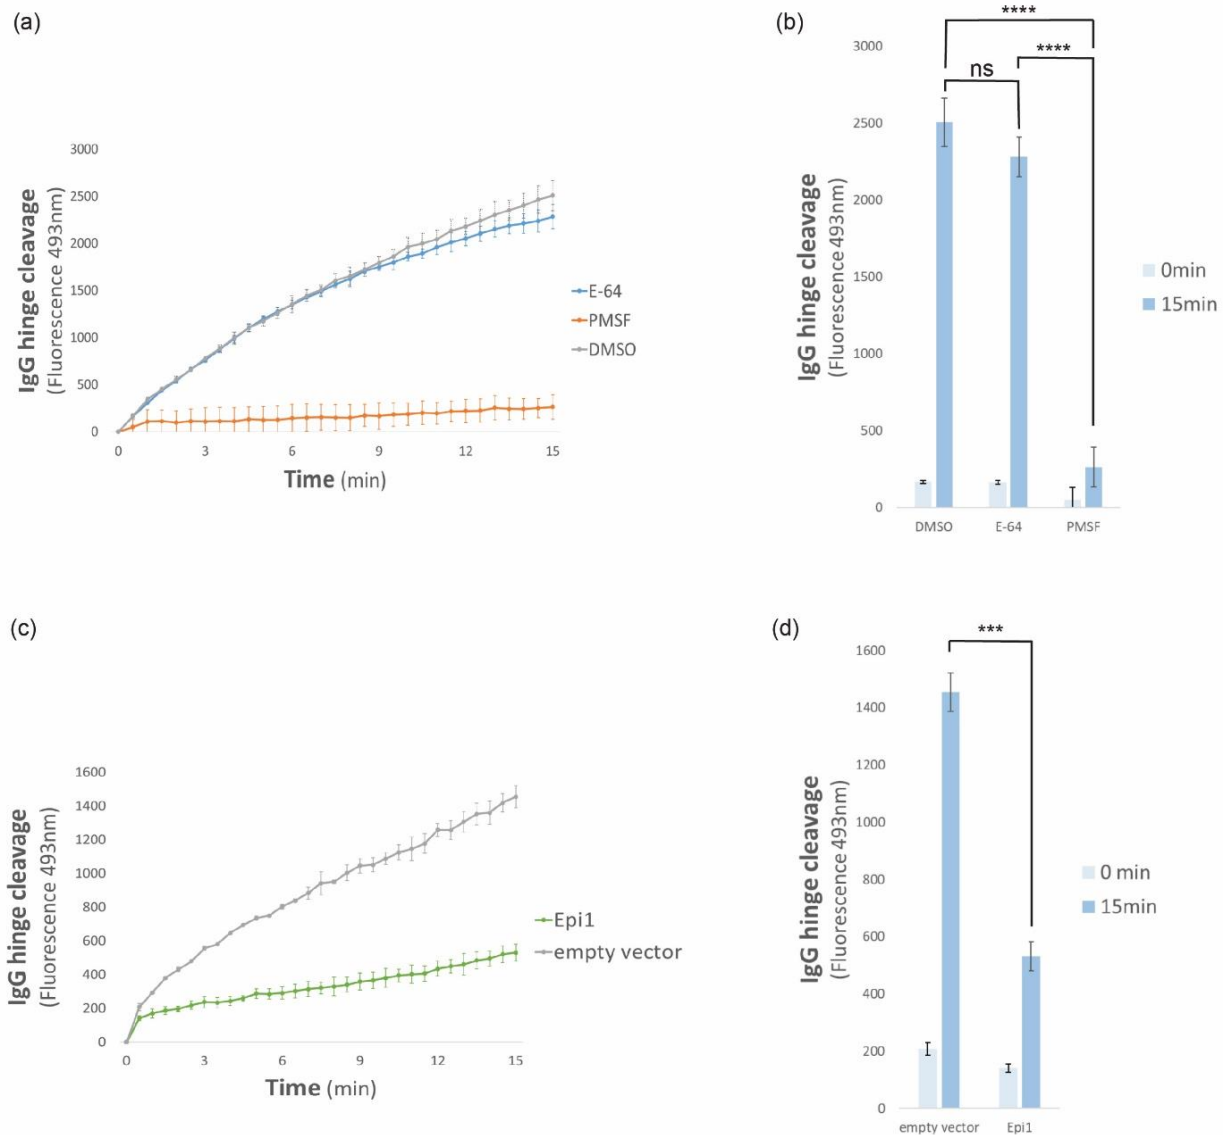 (a)
IgG hinge cleavage
(Fluorescence 493nm)
3000
2500
2000
1500
1000
500
0
0 3 6 9 12 15
Time (min)
E-64
PMSF
DMSO
(b)
IgG hinge cleavage
(Fluorescence 493nm)
****
****
ns
3000
2500
2000
1500
1000
500
0
DMSO E-64 PMSF
0min
15min
(c)
IgG hinge cleavage
(Fluorescence 493nm)
1600
1400
1200
1000
800
600
400
200
0
0 3 6 9 12 15
Time (min)
Epi1
empty vector
(d)
IgG hinge cleavage
(Fluorescence 493nm)
***
1600
1400
1200
1000
800
600
400
200
0
empty vector Epi1
0 min
15min